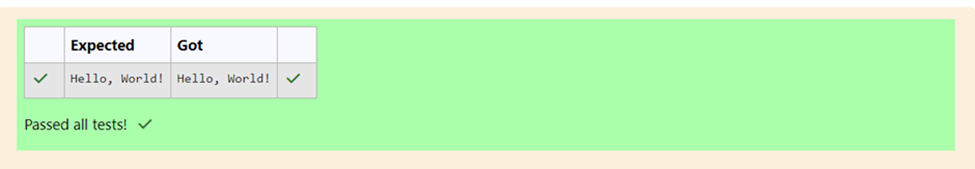 Expected Got
Hello, World! Hello, World!
Passed all tests!